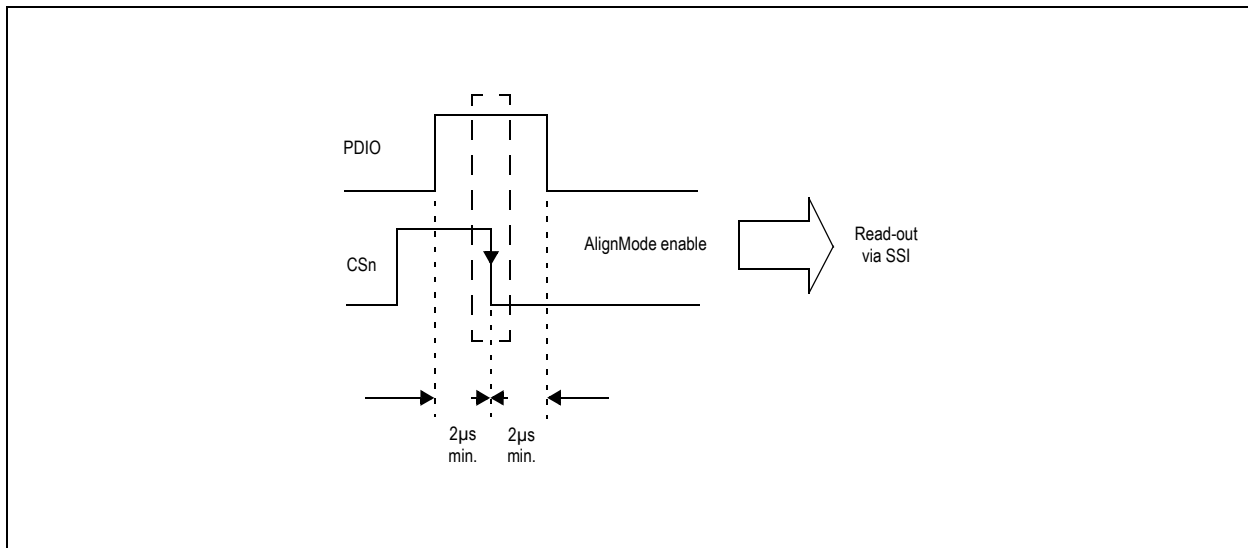 PDIO
CSn
AlignMode enable
Read-out
via SSI
2µs
min.
2µs
min.